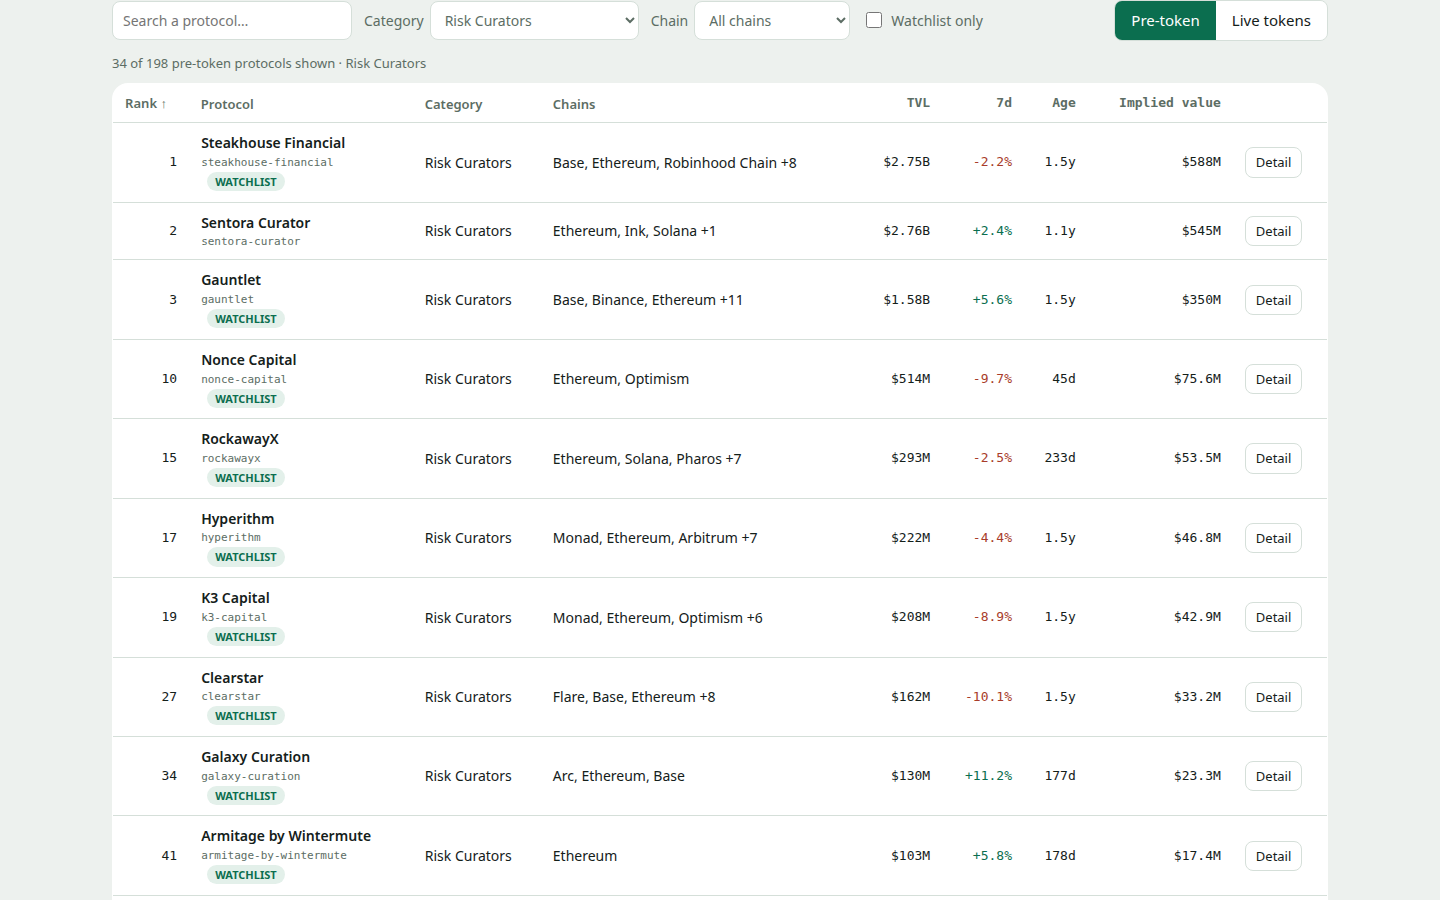 Search a protocol...
Category
Risk Curators
Chain
All chains
Watchlist only
Pre-token
Live tokens
34 of 198 pre-token protocols shown · Risk Curators
Rank ↑ Protocol Category Chains TVL 7d Age Implied value
Steakhouse Financial
1 steakhouse-financial Risk Curators Base, Ethereum, Robinhood Chain +8 $2.75B -2.2% 1.5y $588M Detail
WATCHLIST
Sentora Curator
2 sentora-curator Risk Curators Ethereum, Ink, Solana +1 $2.76B +2.4% 1.1y $545M Detail
Gauntlet
3 gauntlet Risk Curators Base, Binance, Ethereum +11 $1.58B +5.6% 1.5y $350M Detail
WATCHLIST
Nonce Capital
10 nonce-capital Risk Curators Ethereum, Optimism $514M -9.7% 45d $75.6M Detail
WATCHLIST
RockawayX
15 rockawayx Risk Curators Ethereum, Solana, Pharos +7 $293M -2.5% 233d $53.5M Detail
WATCHLIST
Hyperithm
17 hyperithm Risk Curators Monad, Ethereum, Arbitrum +7 $222M -4.4% 1.5y $46.8M Detail
WATCHLIST
K3 Capital
19 k3-capital Risk Curators Monad, Ethereum, Optimism +6 $208M -8.9% 1.5y $42.9M Detail
WATCHLIST
Clearstar
27 clearstar Risk Curators Flare, Base, Ethereum +8 $162M -10.1% 1.5y $33.2M Detail
WATCHLIST
Galaxy Curation
34 galaxy-curation Risk Curators Arc, Ethereum, Base $130M +11.2% 177d $23.3M Detail
WATCHLIST
Armitage by Wintermute
41 armitage-by-wintermute Risk Curators Ethereum $103M +5.8% 178d $17.4M Detail
WATCHLIST